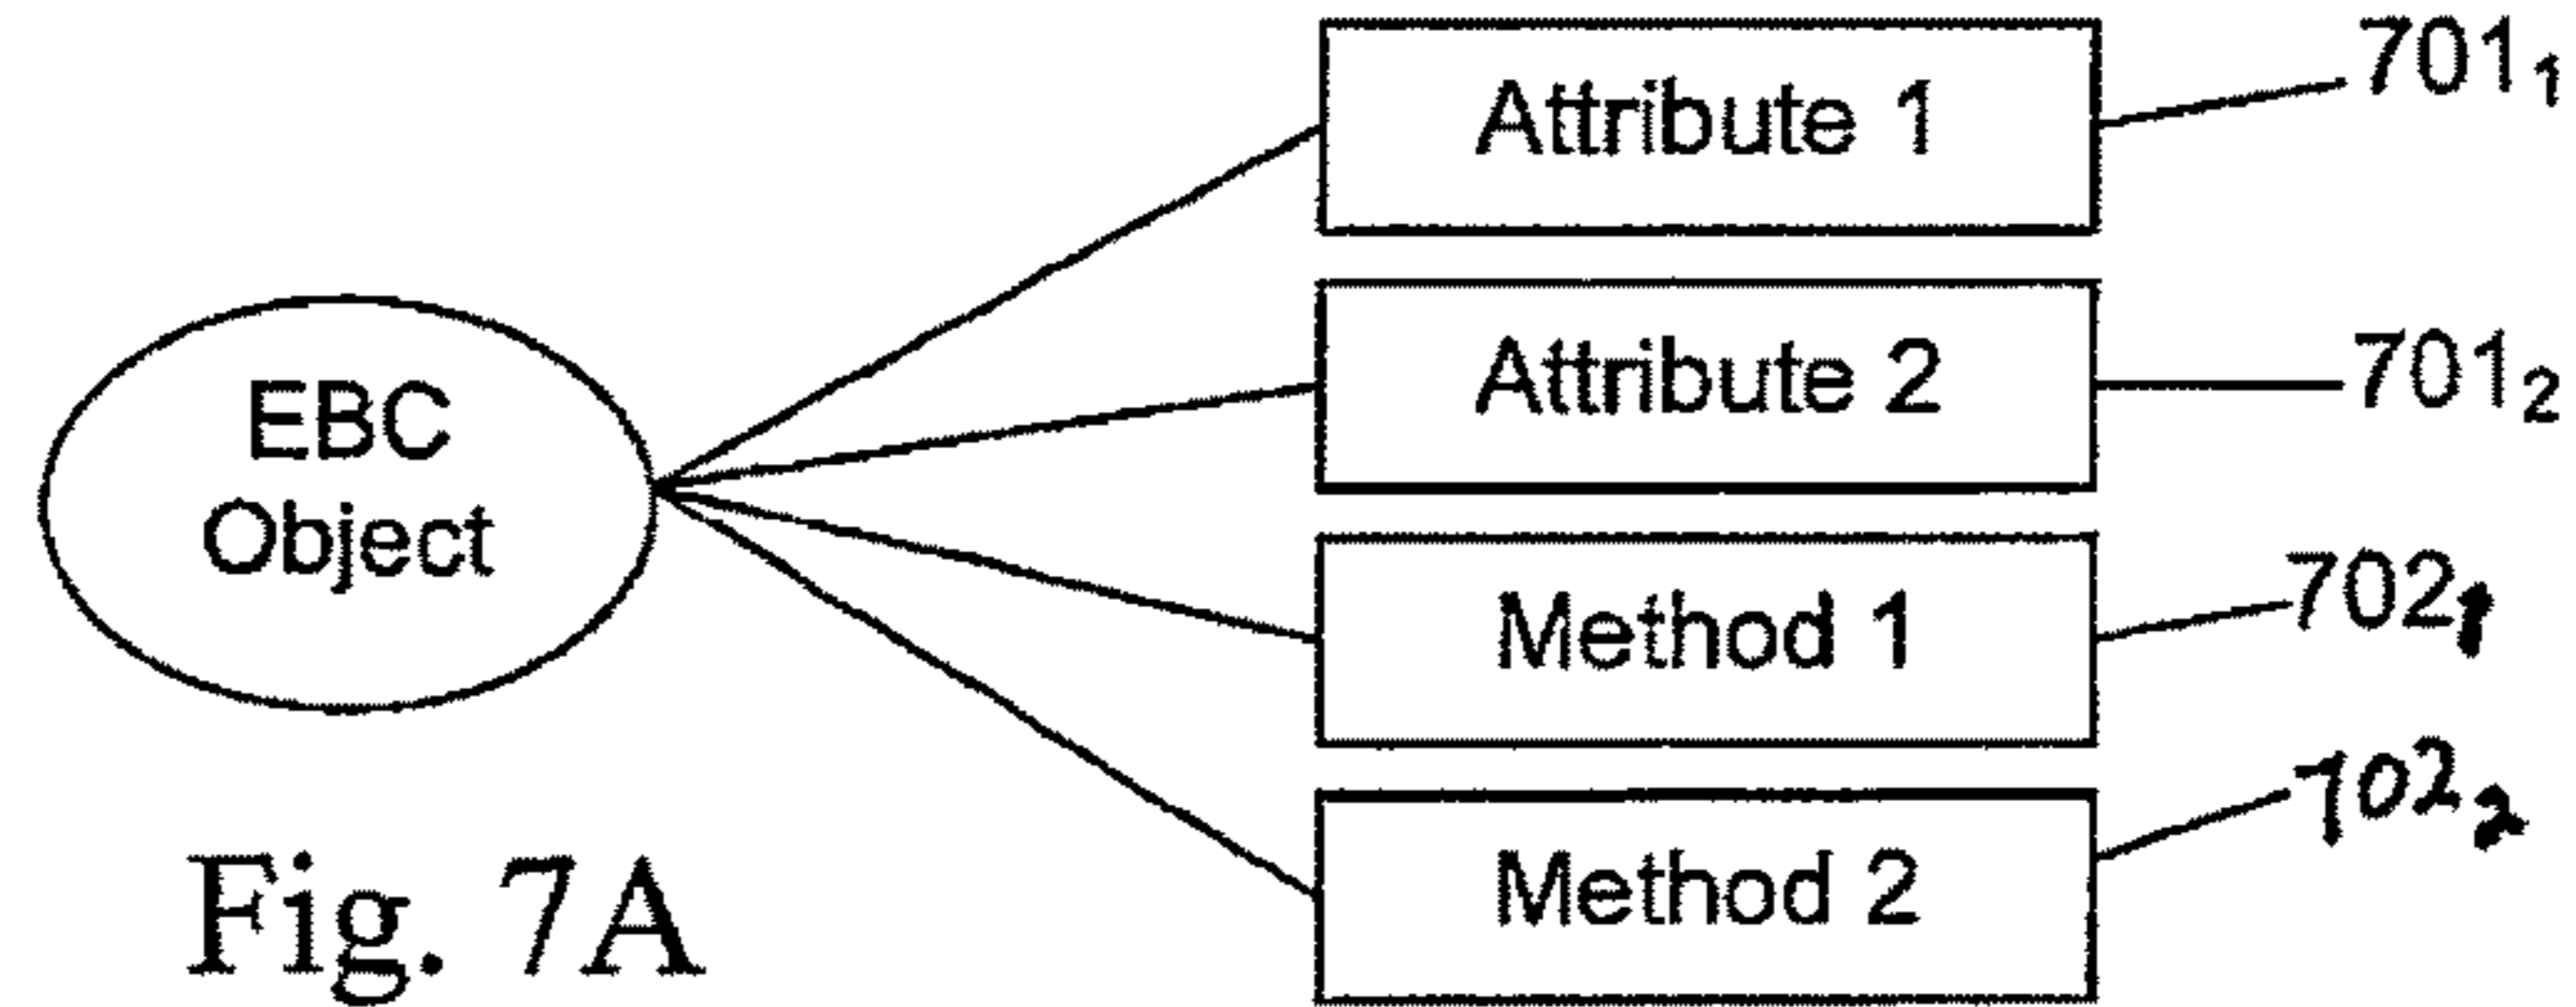 Attribute 1 701₁
Attribute 2 701₂
EBC
Object
Method 1 702₁
Method 2 702₂
Fig. 7A